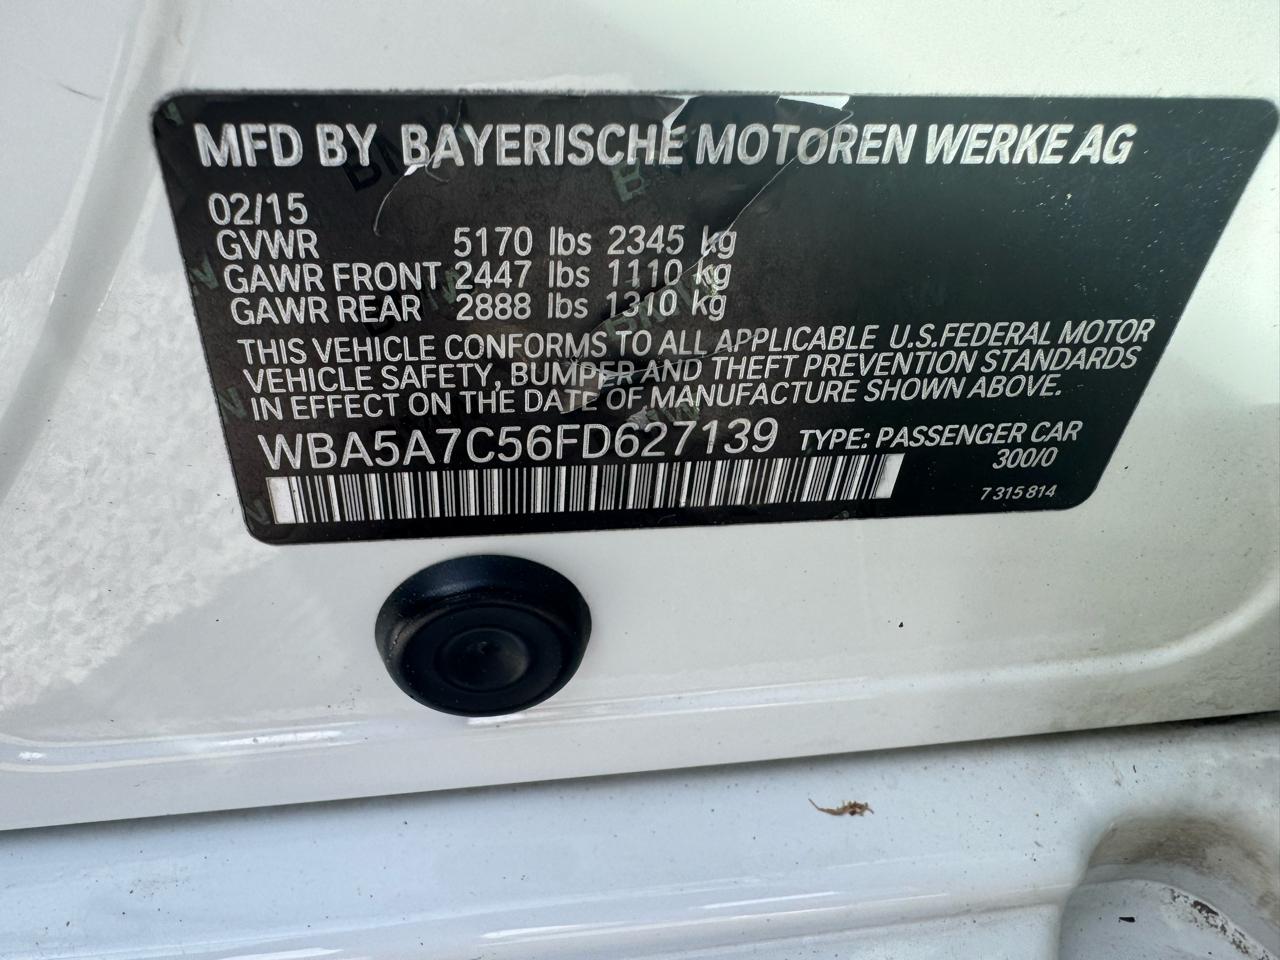 MFD BY BAYERISCHE MOTOREN WERKE AG
02/15
GVWR 5170 lbs 2345 kg
GAWR FRONT 2447 lbs 1110 kg
GAWR REAR 2888 lbs 1310 kg
THIS VEHICLE CONFORMS TO ALL APPLICABLE U.S.FEDERAL MOTOR
VEHICLE SAFETY, BUMPER AND THEFT PREVENTION STANDARDS
IN EFFECT ON THE DATE OF MANUFACTURE SHOWN ABOVE.
WBA5A7C56FD627139 TYPE: PASSENGER CAR
300/0
7 315 814